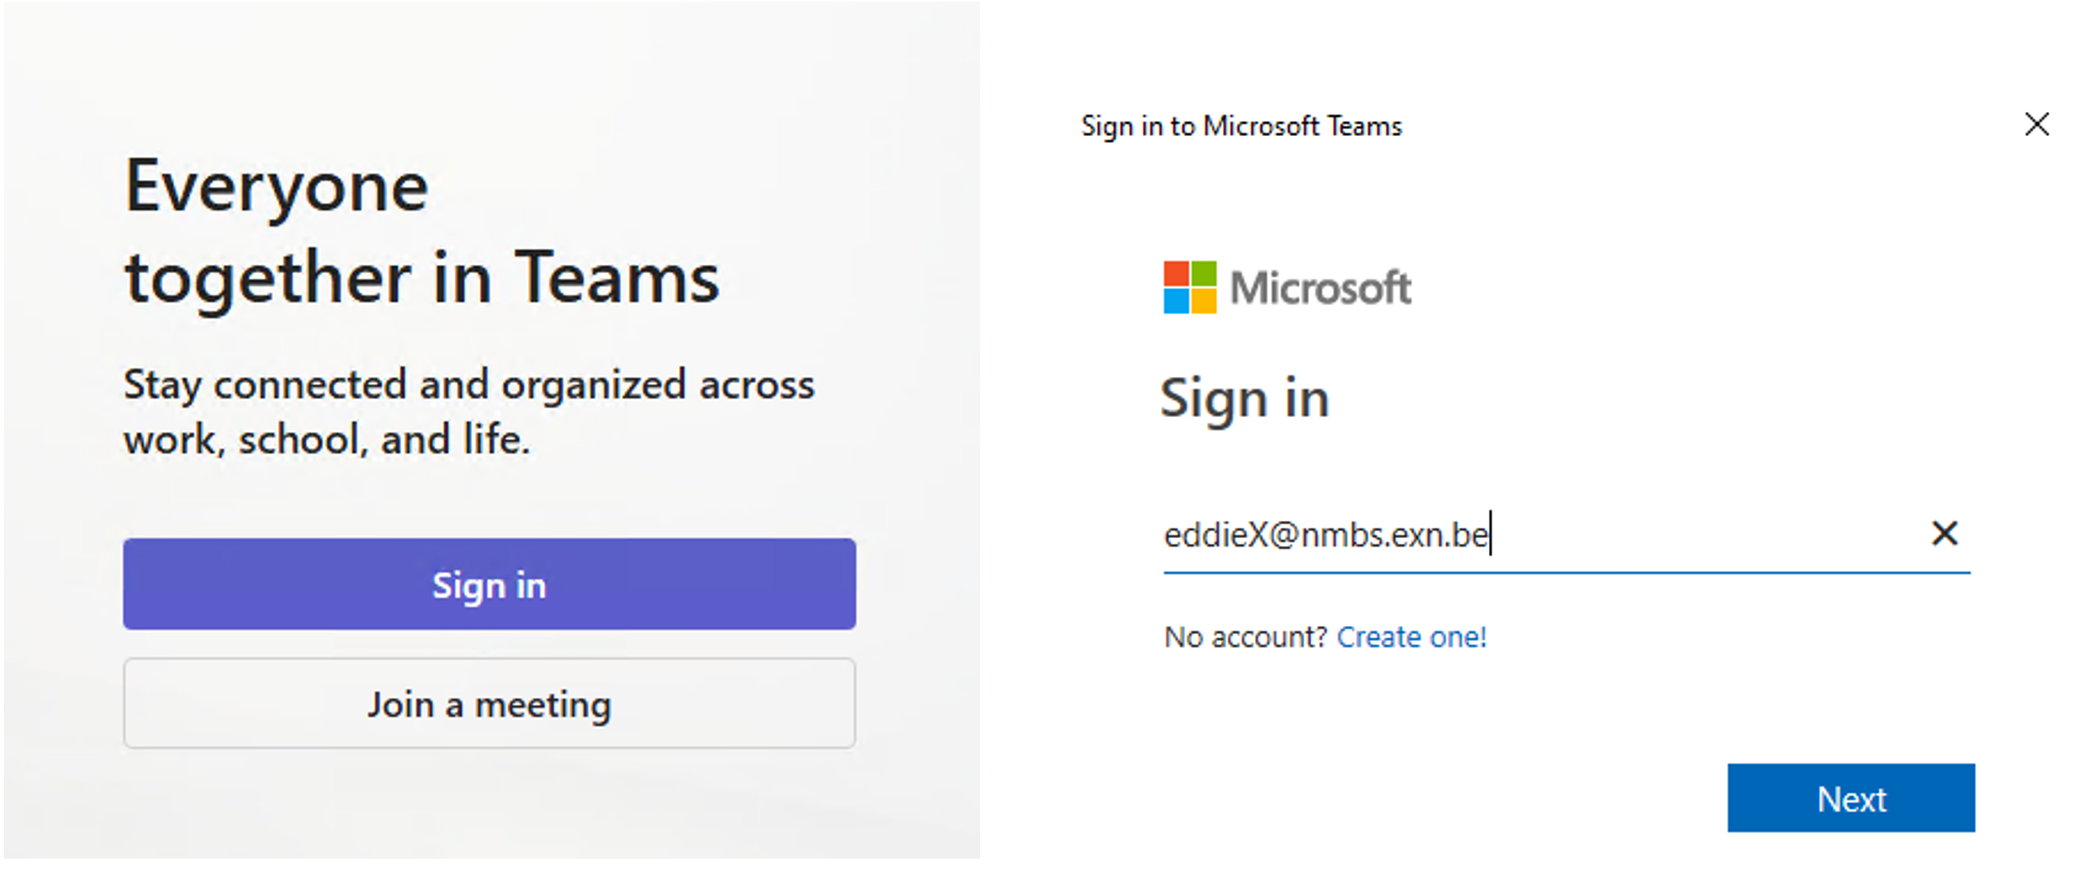 Everyone
together in Teams
Stay connected and organized across
work, school, and life.
Sign in
Join a meeting
Sign in to Microsoft Teams
Microsoft
Sign in
eddieX@nmbs.exn.be
No account? Create one!
Next